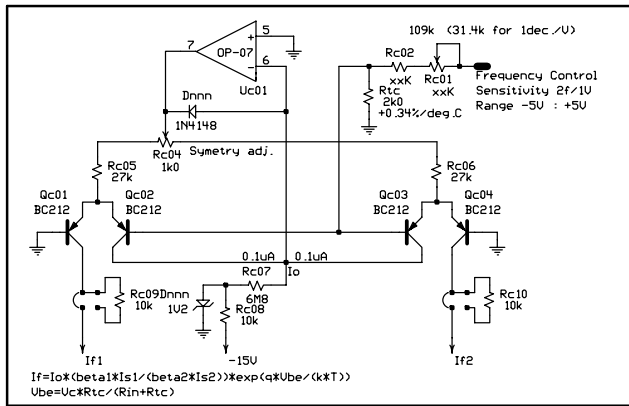 109k (31.4k for 1dec./V)
7
5
+
OP-07
-
6
Uc01
Rc02
xxK
Rc01
xxK
Frequency Control
Sensitivity 2f/1V
Range -5V : +5V
Rtc
2k0
+0.34%/deg.C
Dnnn
1N4148
Rc04
1k0
Symetry adj.
Rc05
27k
Rc06
27k
Qc01
BC212
Qc02
BC212
Qc03
BC212
Qc04
BC212
0.1uA
0.1uA
Io
Rc07
6M8
Dnnn
1V2
Rc08
10k
Rc09
10k
Rc10
10k
If1
-15V
If2
If=Io*(beta1*Is1/(beta2*Is2))*exp(q*Vbe/(k*T))
Vbe=Vc*Rtc/(Rin+Rtc)